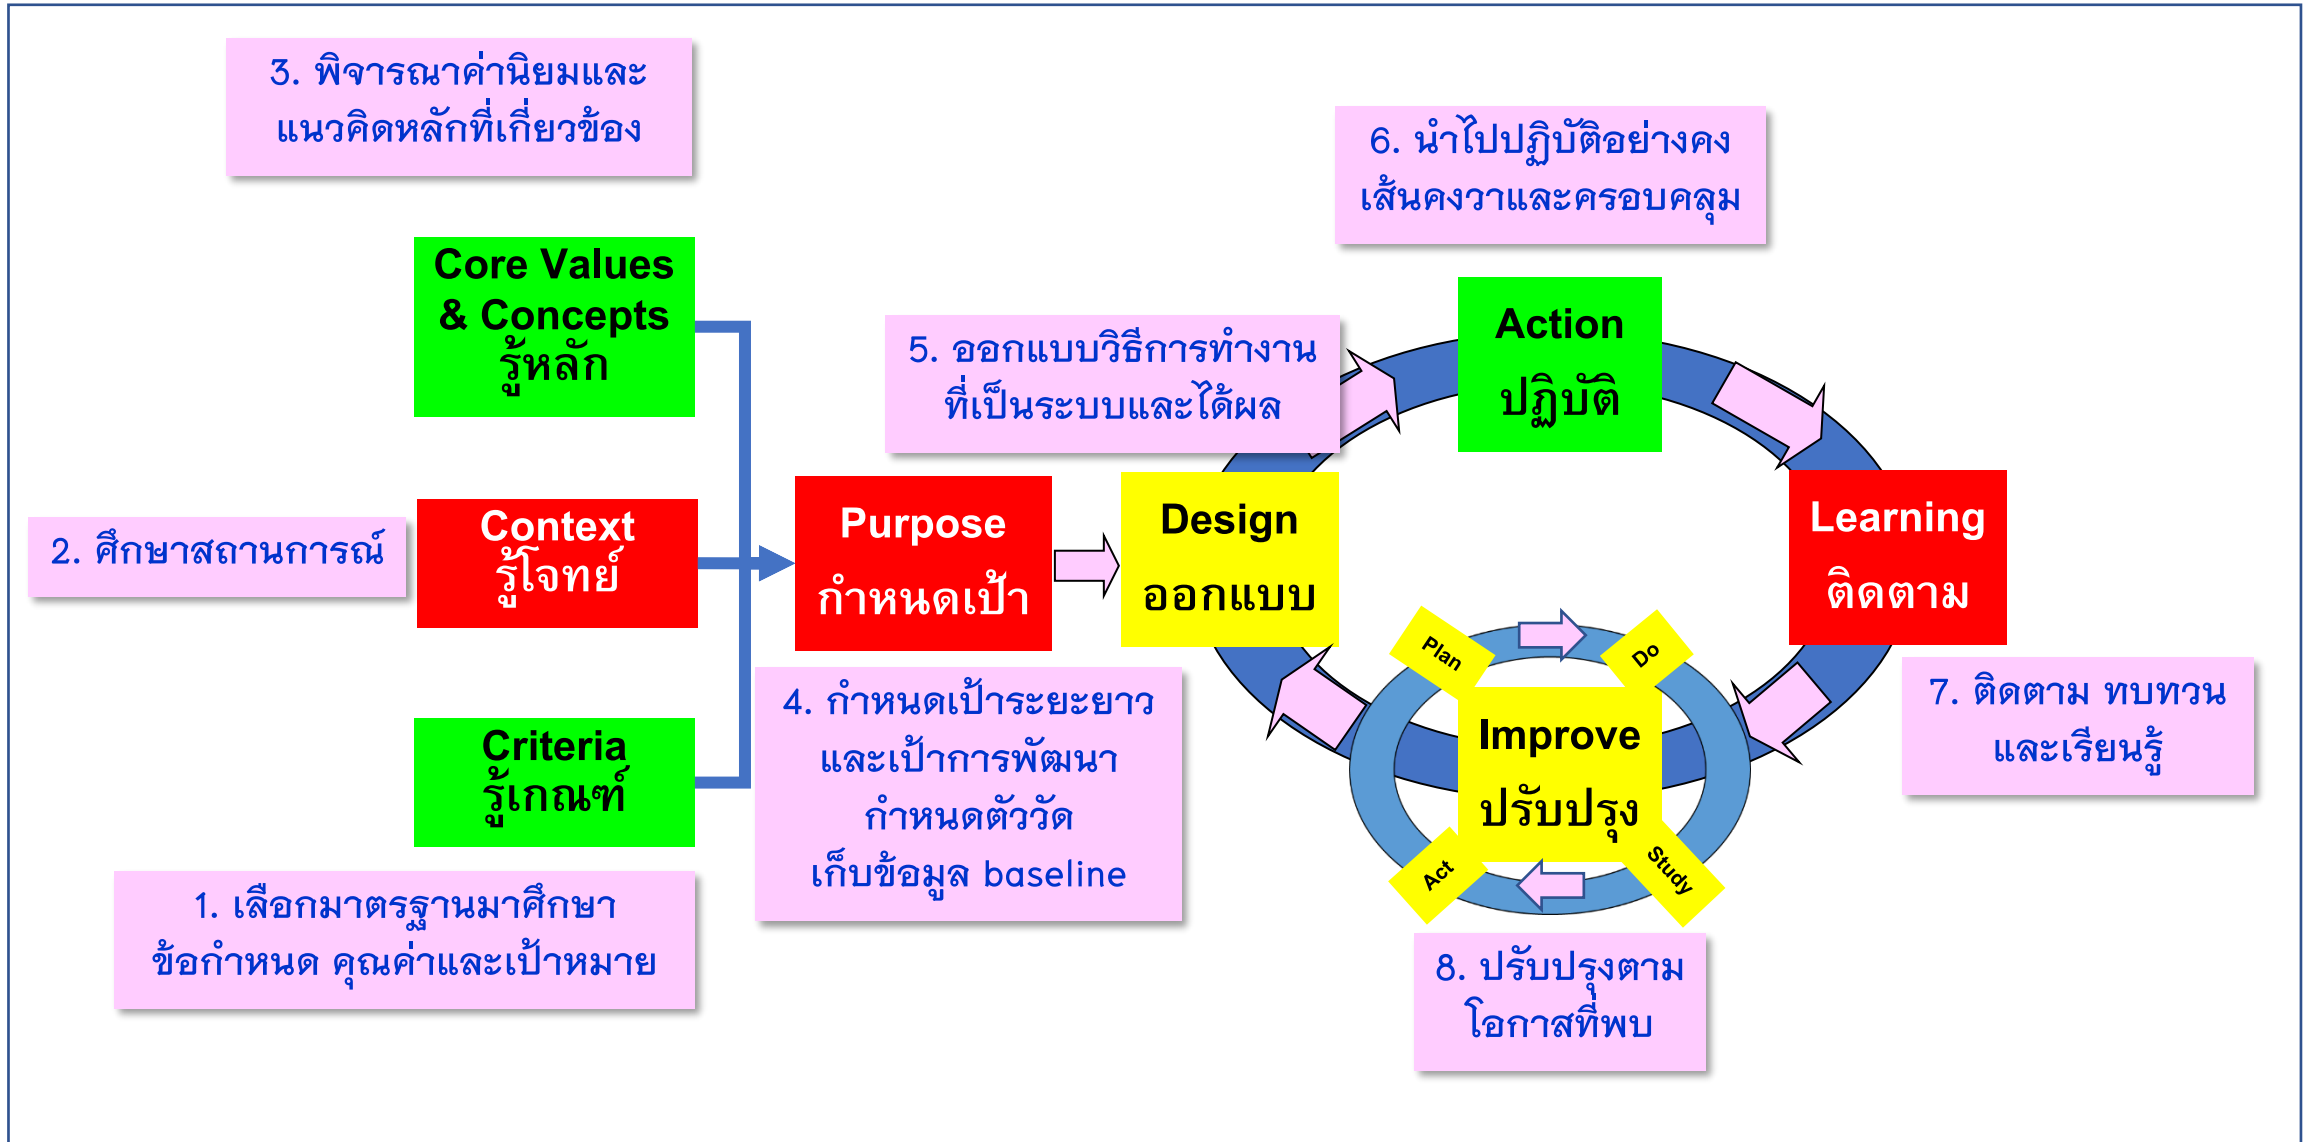 3. พิจารณาค่านิยมและ
แนวคิดหลักที่เกี่ยวข้อง
6. นำไปปฏิบัติอย่างคง
เส้นคงวาและครอบคลุม
Core Values
& Concepts
รู้หลัก
5. ออกแบบวิธีการทำงาน
ที่เป็นระบบและได้ผล
Action
ปฏิบัติ
2. ศึกษาสถานการณ์
Context
รู้โจทย์
Purpose
กำหนดเป้า
Design
ออกแบบ
Learning
ติดตาม
4. กำหนดเป้าระยะยาว
และเป้าการพัฒนา
กำหนดตัววัด
เก็บข้อมูล baseline
Plan
Do
Improve
ปรับปรุง
Act
Study
7. ติดตาม ทบทวน
และเรียนรู้
Criteria
รู้เกณฑ์
1. เลือกมาตรฐานมาศึกษา
ข้อกำหนด คุณค่าและเป้าหมาย
8. ปรับปรุงตาม
โอกาสที่พบ